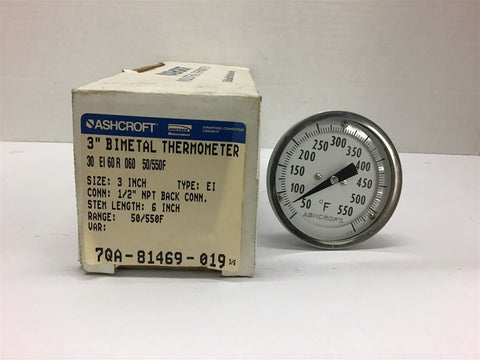 ASHCROFT
3" BIMETAL THERMOMETER
30 EI 60 R 060 50/550F
SIZE: 3 INCH TYPE: EI
CONN: 1/2" NPT BACK CONN.
STEM LENGTH: 6 INCH
RANGE: 50/550F
VAR:
7QA-81469-019
50
100
150
200
250
300
350
400
450
500
550
°F
ASHCROFT